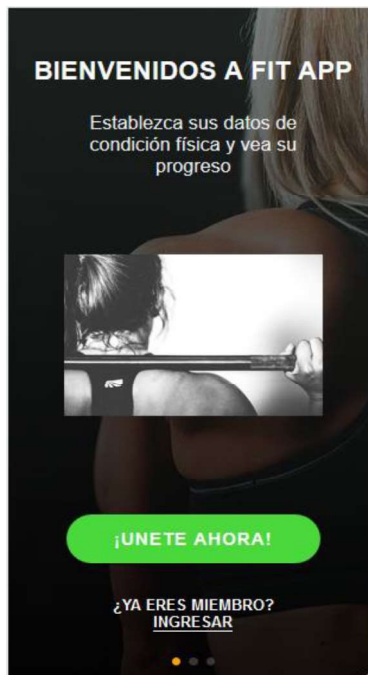 BIENVENIDOS A FIT APP
Establezca sus datos de
condición física y vea su
progreso
¡UNETE AHORA!
¿YA ERES MIEMBRO?
INGRESAR